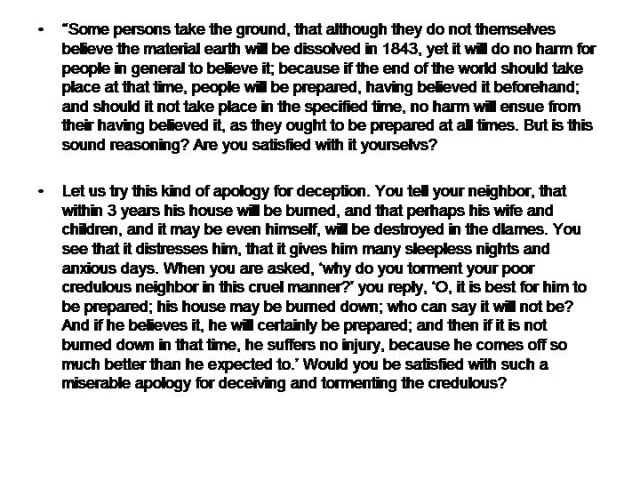 • “Some persons take the ground, that although they do not themselves
believe the material earth will be dissolved in 1843, yet it will do no harm for
people in general to believe it; because if the end of the world should take
place at that time, people will be prepared, having believed it beforehand;
and should it not take place in the specified time, no harm will ensue from
their having believed it, as they ought to be prepared at all times. But is this
sound reasoning? Are you satisfied with it yourselvs?
• Let us try this kind of apology for deception. You tell your neighbor, that
within 3 years his house will be burned, and that perhaps his wife and
children, and it may be even himself, will be destroyed in the dlames. You
see that it distresses him, that it gives him many sleepless nights and
anxious days. When you are asked, ‘why do you torment your poor
credulous neighbor in this cruel manner?’ you reply, ‘O, it is best for him to
be prepared; his house may be burned down; who can say it will not be?
And if he believes it, he will certainly be prepared; and then if it is not
burned down in that time, he suffers no injury, because he comes off so
much better than he expected to.’ Would you be satisfied with such a
miserable apology for deceiving and tormenting the credulous?